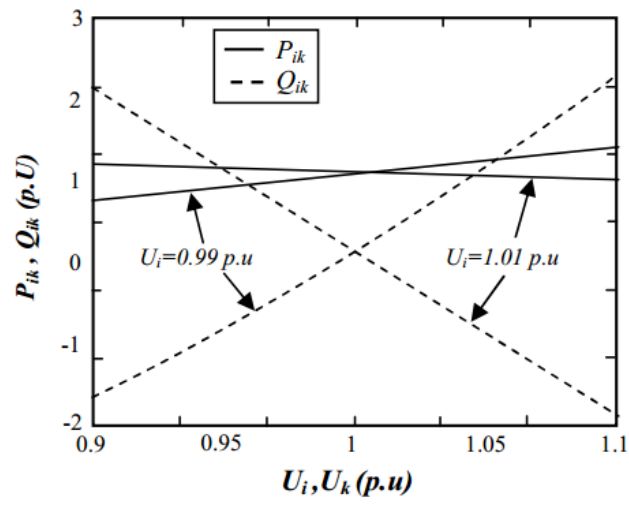 3
2
1
0
-1
-2
P_ik , Q_ik (p.U)
P_ik
Q_ik
U_i=0.99 p.u
U_i=1.01 p.u
0.9
0.95
1
1.05
1.1
U_i ,U_k (p.u)